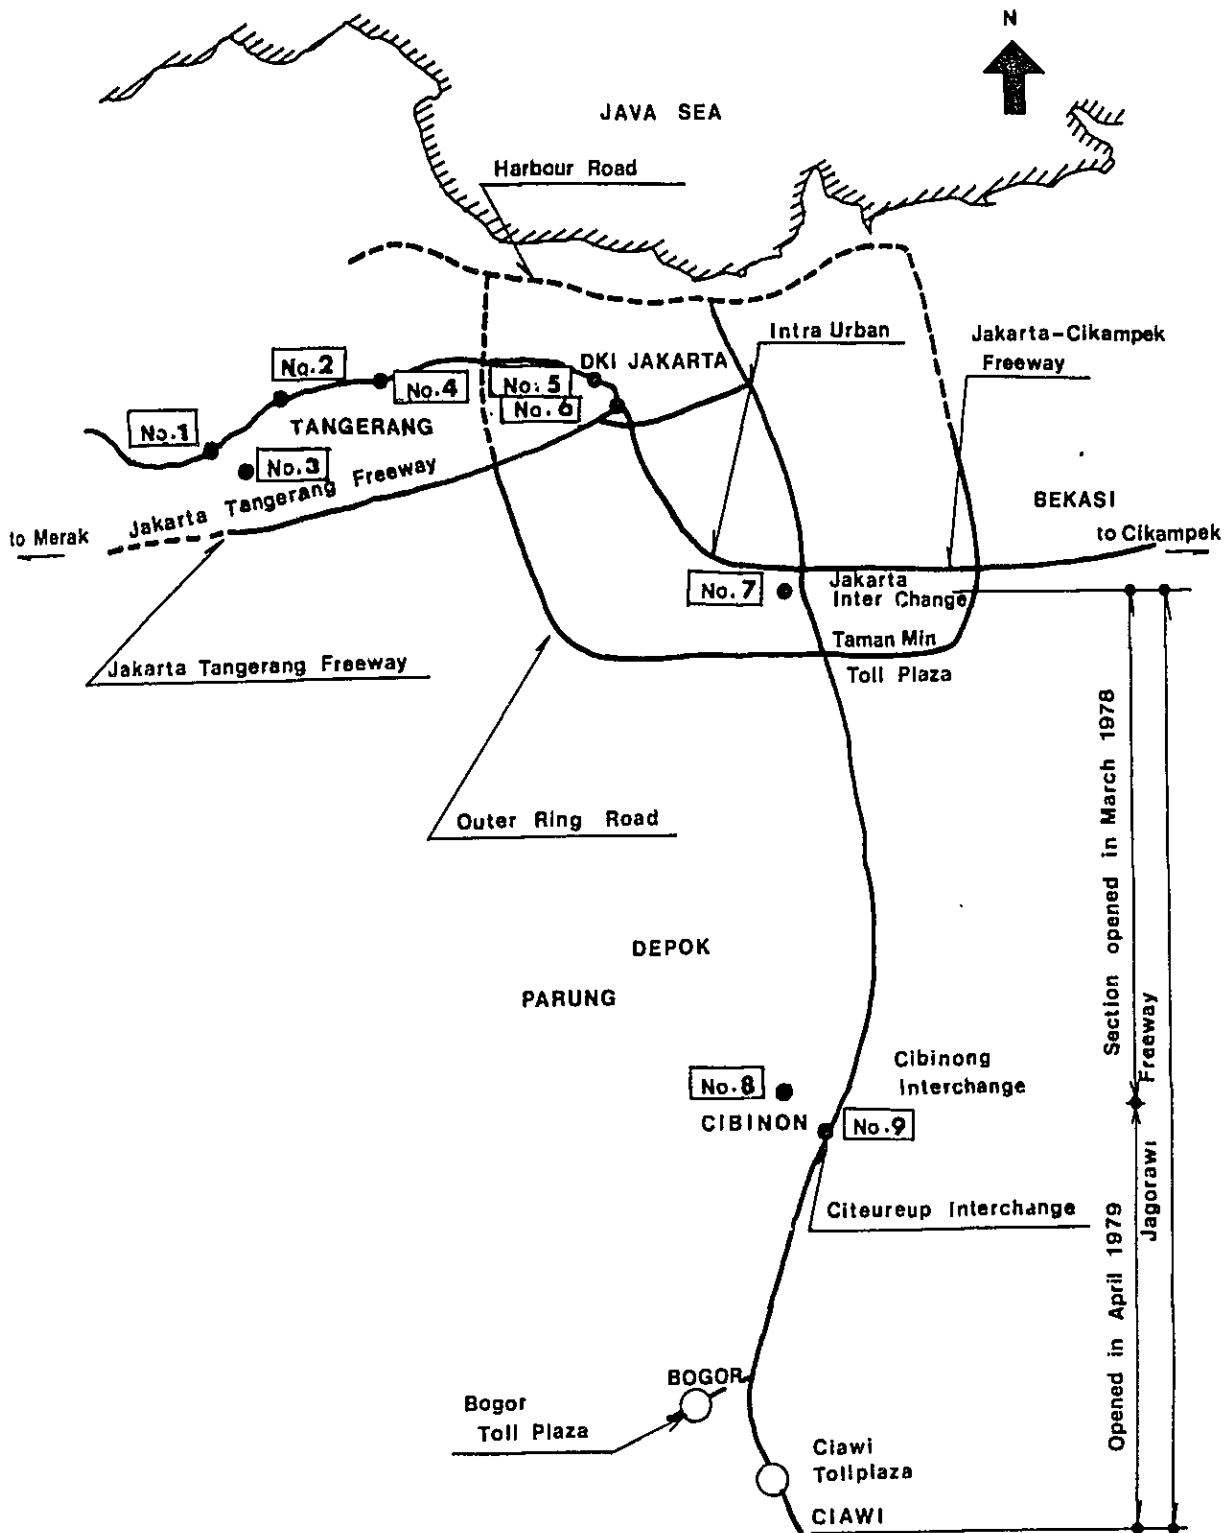 N
JAVA SEA
Harbour Road
Intra Urban
Jakarta-Cikampek
Freeway
DKI JAKARTA
No.2
No.4
No.5
No.6
No.1
TANGERANG
No.3
Jakarta Tangerang Freeway
to Merak
BEKASI
to Cikampek
No.7
Jakarta
Inter Change
Taman Min
Toll Plaza
Jakarta Tangerang Freeway
Outer Ring Road
Section opened in March 1978
DEPOK
PARUNG
Cibinong
Interchange
No.8
CIBINON
No.9
Citeureup Interchange
Jagorawi Freeway
Opened in April 1979
BOGOR
Bogor
Toll Plaza
Ciawi
Tollplaza
CIAWI